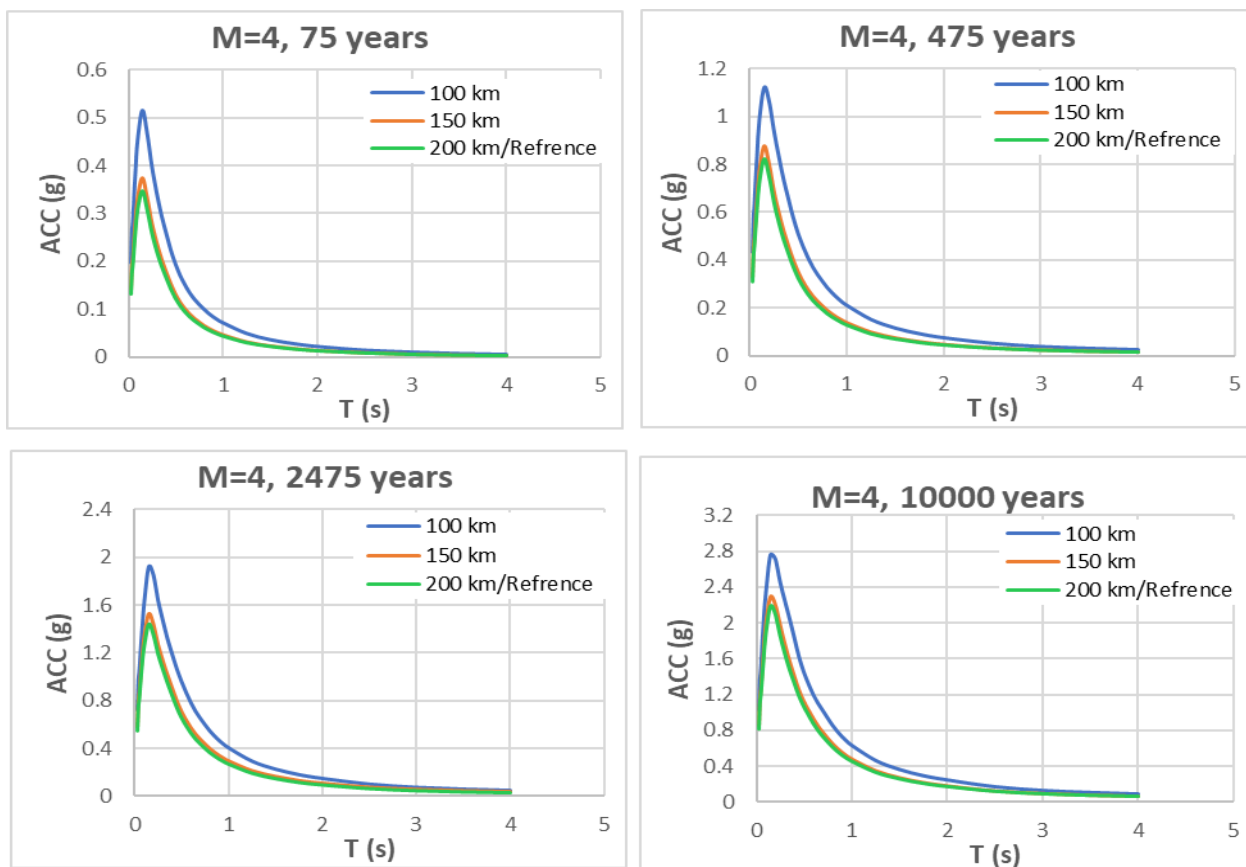 M=4, 75 years
0.6
0.5
0.4
0.3
0.2
0.1
0
ACC (g)
100 km
150 km
200 km/Refrence
0 1 2 3 4 5
T (s)
M=4, 475 years
1.2
1
0.8
0.6
0.4
0.2
0
ACC (g)
100 km
150 km
200 km/Refrence
0 1 2 3 4 5
T (s)
M=4, 2475 years
2.4
2
1.6
1.2
0.8
0.4
0
ACC (g)
100 km
150 km
200 km/Refrence
0 1 2 3 4 5
T (s)
M=4, 10000 years
3.2
2.8
2.4
2
1.6
1.2
0.8
0.4
0
ACC (g)
100 km
150 km
200 km/Refrence
0 1 2 3 4 5
T (s)